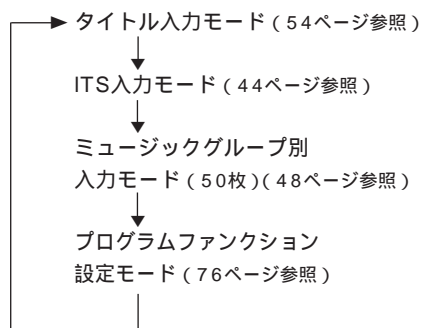 タイトル入力モード（54ページ参照）
ITS入力モード（44ページ参照）
ミュージックグループ別
入力モード（50枚）（48ページ参照）
プログラムファンクション
設定モード（76ページ参照）